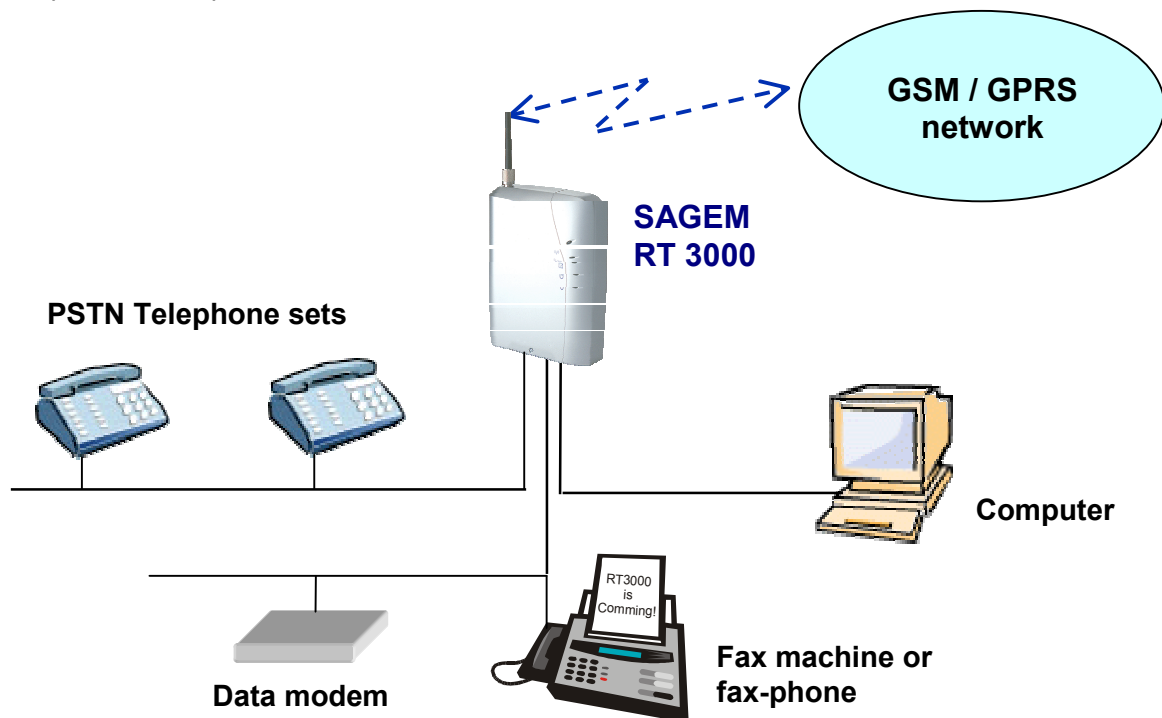 GSM / GPRS
network
SAGEM
RT 3000
PSTN Telephone sets
Computer
RT3000
is
Comming!
Data modem
Fax machine or
fax-phone